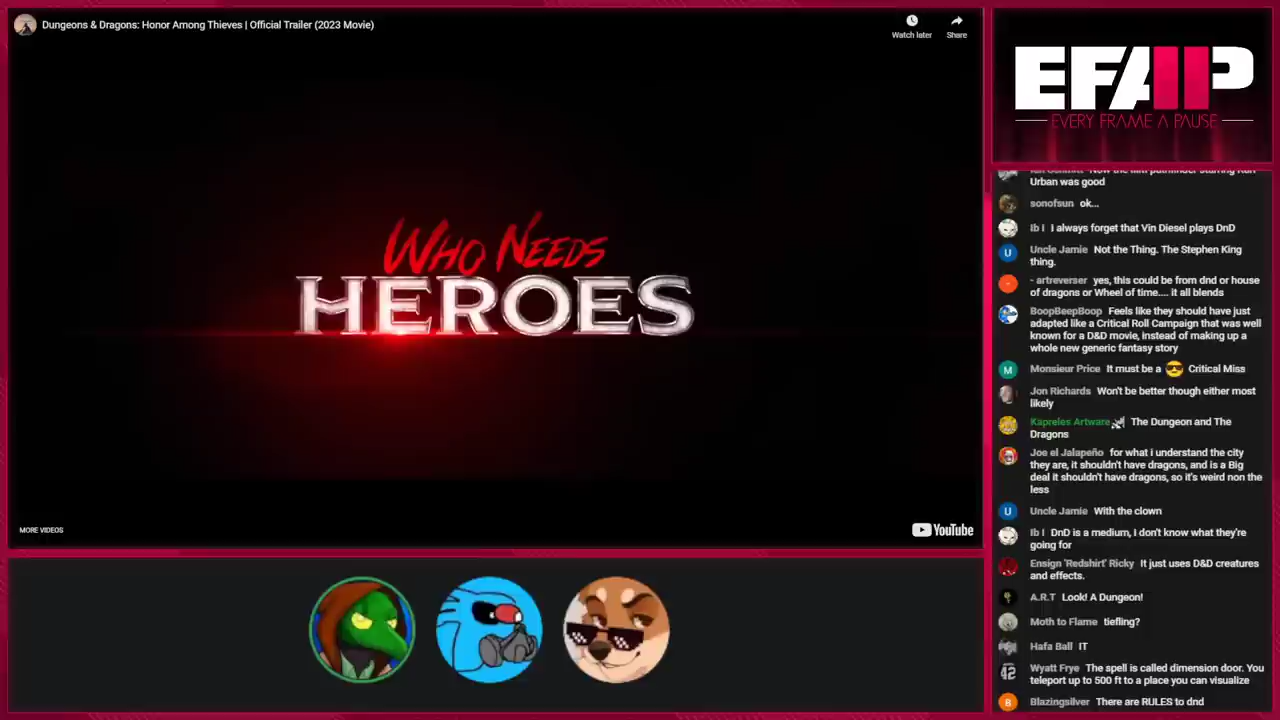 Dungeons & Dragons: Honor Among Thieves | Official Trailer (2023 Movie)
Watch later
Share
WHO NEEDS
HEROES
MORE VIDEOS
YouTube
EFAP
EVERY FRAME A PAUSE
Urban was good
sonofsun ok...
Ib I i always forget that Vin Diesel plays DnD
Uncle Jamie Not the Thing. The Stephen King
thing.
- artreverser yes, this could be from dnd or house
of dragons or Wheel of time.... it all blends
BoopBeepBoop Feels like they should have just
adapted like a Critical Roll Campaign that was well
known for a D&D movie, instead of making up a
whole new generic fantasy story
M
Monsieur Price It must be a 😎 Critical Miss
Jon Richards Won't be better though either most
likely
Kapreles Artware The Dungeon and The
Dragons
Joe el Jalapeño for what i understand the city
they are, it shouldn't have dragons, and is a Big
deal it shouldn't have dragons, so it's weird non the
less
U
Uncle Jamie With the clown
Ib I DnD is a medium, I don't know what they're
going for
Ensign 'Redshirt' Ricky It just uses D&D creatures
and effects.
A.R.T Look! A Dungeon!
Moth to Flame tiefling?
Hafa Ball IT
42
Wyatt Frye The spell is called dimension door. You
teleport up to 500 ft to a place you can visualize
B
Blazingsilver There are RULES to dnd